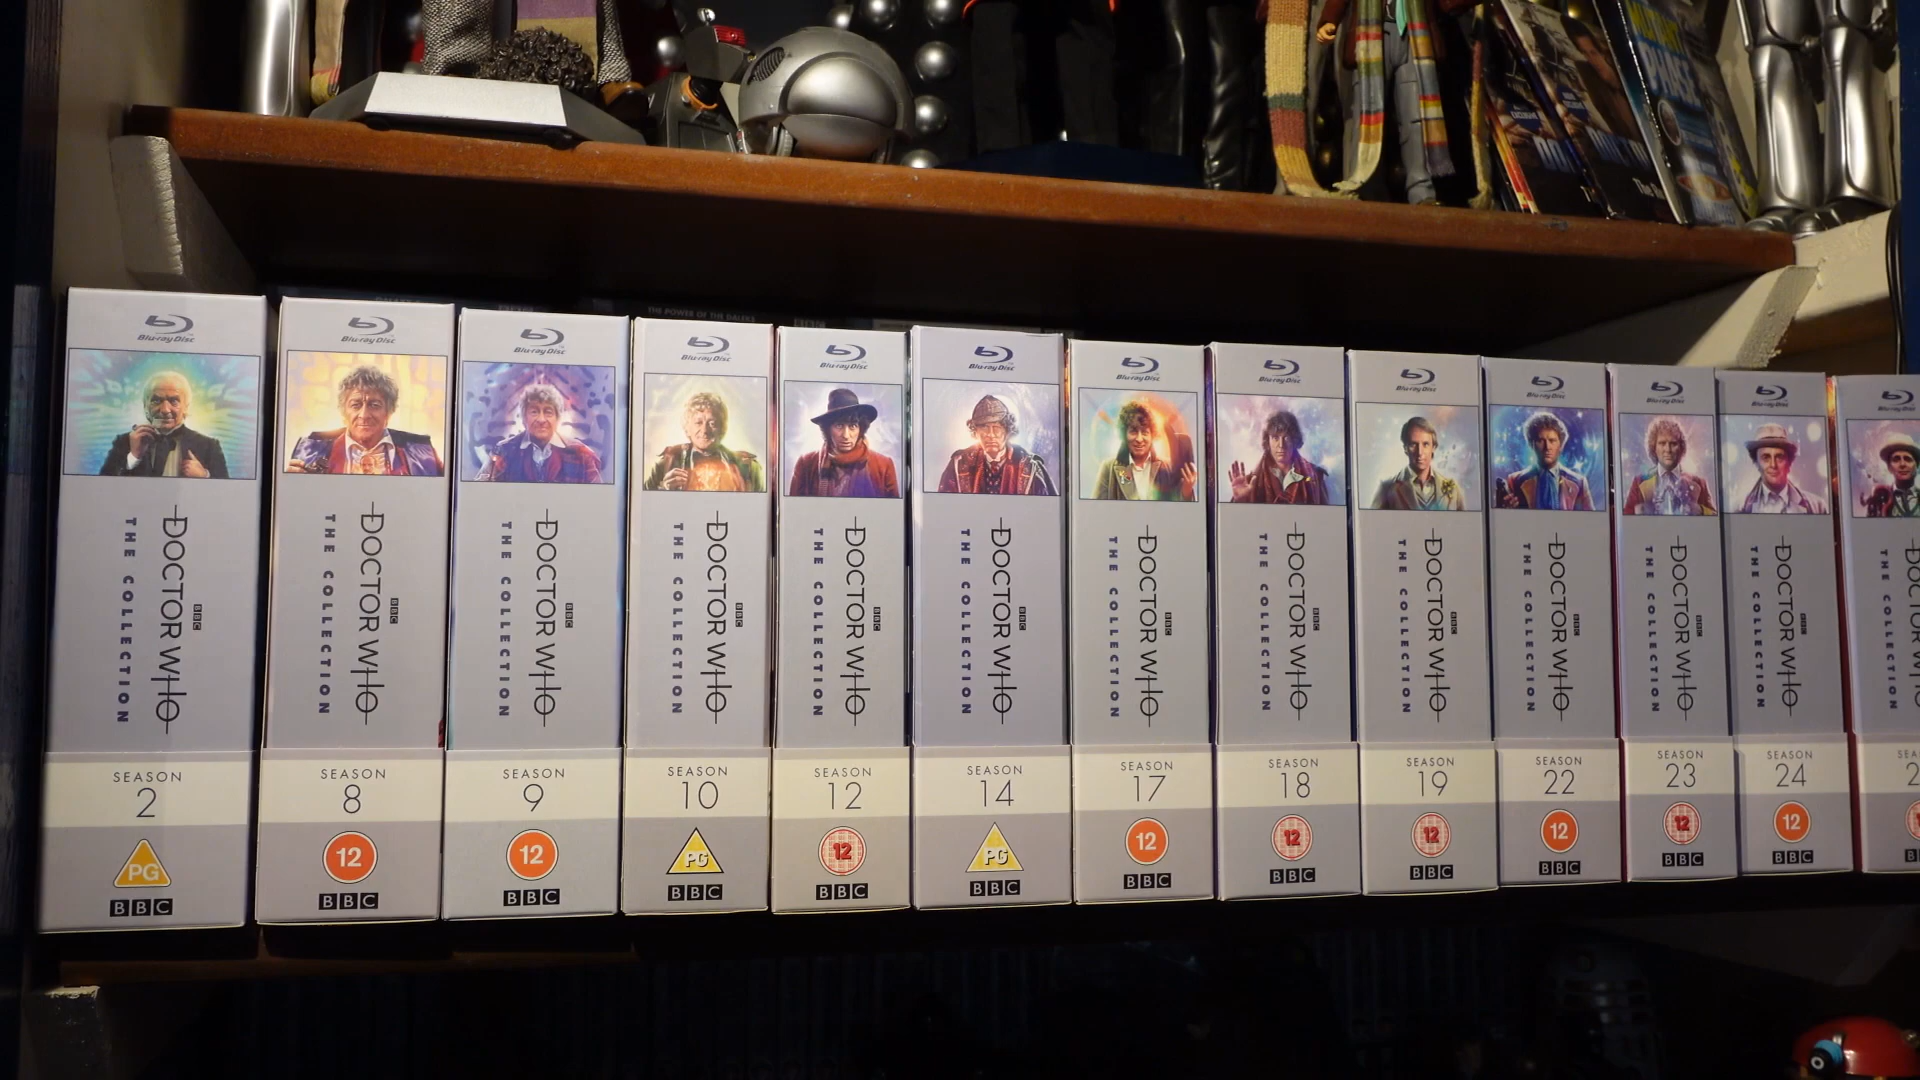 THE POWER OF THE DALEKS
Blu-ray Disc
DOCTOR WHO
BBC
THE COLLECTION
SEASON
2
PG
BBC
Blu-ray Disc
DOCTOR WHO
BBC
THE COLLECTION
SEASON
8
12
BBC
Blu-ray Disc
DOCTOR WHO
BBC
THE COLLECTION
SEASON
9
12
BBC
Blu-ray Disc
DOCTOR WHO
BBC
THE COLLECTION
SEASON
10
PG
BBC
Blu-ray Disc
DOCTOR WHO
BBC
THE COLLECTION
SEASON
12
12
BBC
Blu-ray Disc
DOCTOR WHO
BBC
THE COLLECTION
SEASON
14
PG
BBC
Blu-ray Disc
DOCTOR WHO
BBC
THE COLLECTION
SEASON
17
12
BBC
Blu-ray Disc
DOCTOR WHO
BBC
THE COLLECTION
SEASON
18
12
BBC
Blu-ray Disc
DOCTOR WHO
BBC
THE COLLECTION
SEASON
19
12
BBC
Blu-ray Disc
DOCTOR WHO
BBC
THE COLLECTION
SEASON
22
12
BBC
Blu-ray Disc
DOCTOR WHO
BBC
THE COLLECTION
SEASON
23
12
BBC
Blu-ray Disc
DOCTOR WHO
BBC
THE COLLECTION
SEASON
24
12
BBC
Blu-ray Disc
DOCTOR WHO
THE COLLECTION